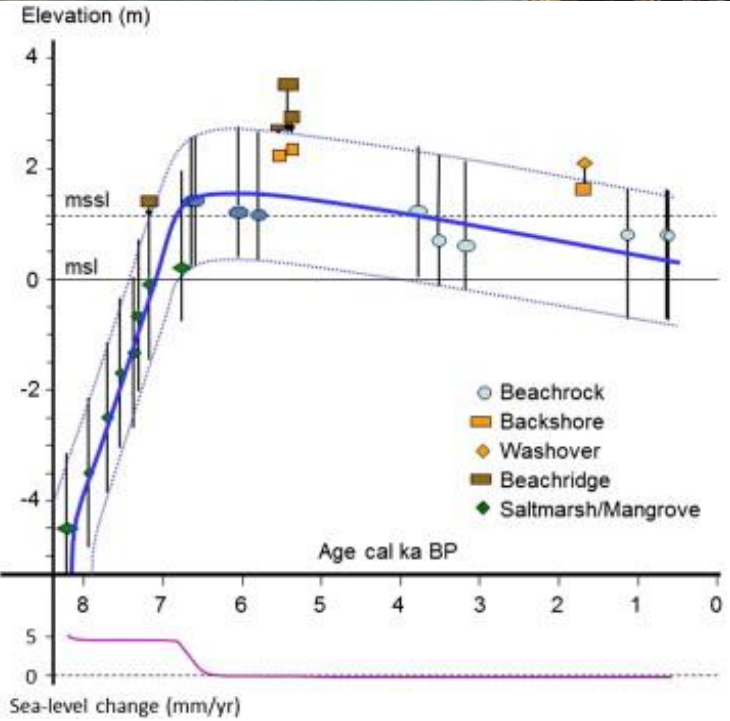 Elevation (m)
4
2
mssl
msl
0
-2
-4
Beachrock
Backshore
Washover
Beachridge
Saltmarsh/Mangrove
Age cal ka BP
8 7 6 5 4 3 2 1 0
5
0
Sea-level change (mm/yr)